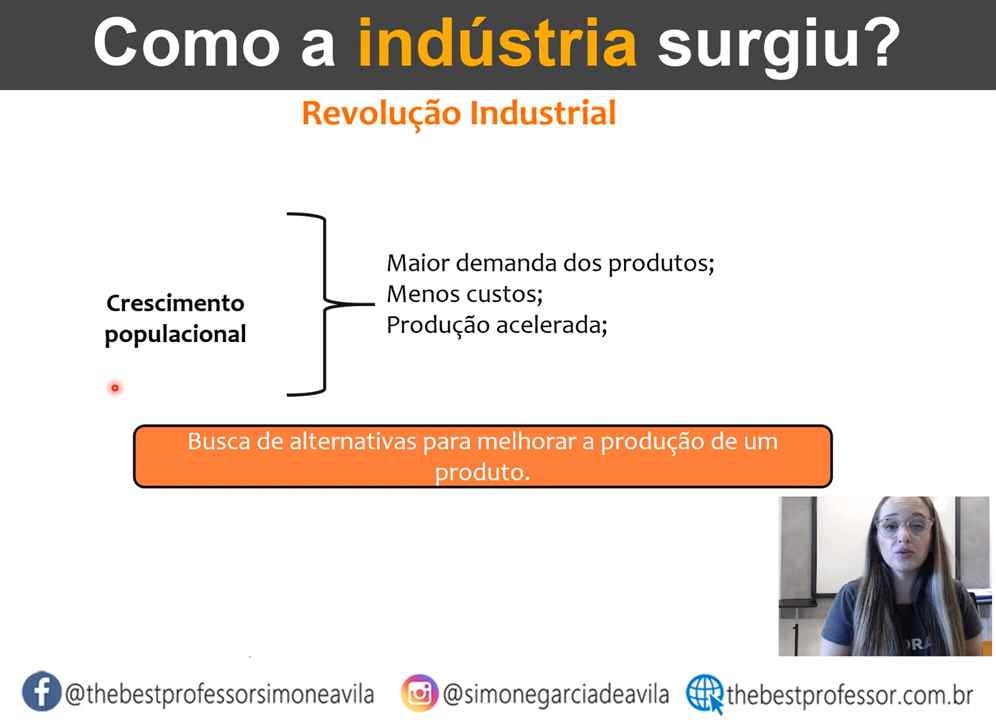 Como a indústria surgiu?
Revolução Industrial
Crescimento
populacional
Maior demanda dos produtos;
Menos custos;
Produção acelerada;
Busca de alternativas para melhorar a produção de um
produto.
@thebestprofessorsimoneavila
@simonegarciadeavila
thebestprofessor.com.br